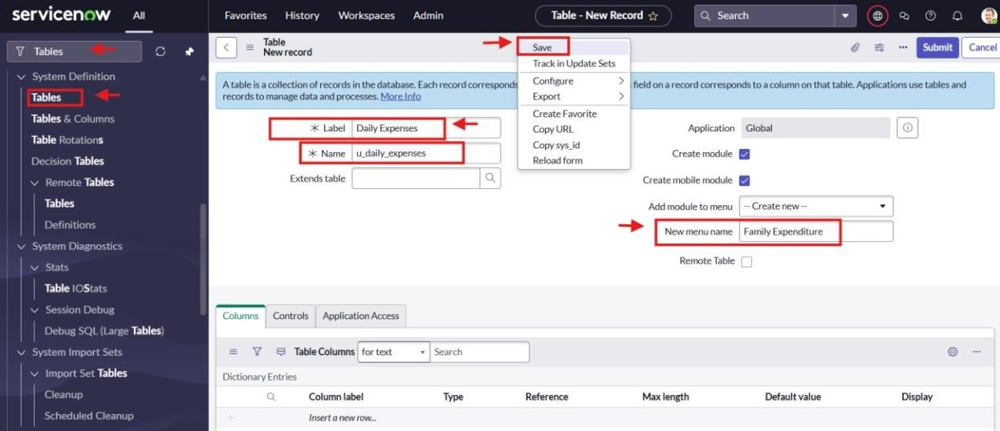 servicenow All Favorites History Workspaces Admin Table - New Record Search
Tables
System Definition
Tables
Tables & Columns
Table Rotations
Decision Tables
Remote Tables
Tables
Definitions
System Diagnostics
Stats
Table IOStats
Session Debug
Debug SQL (Large Tables)
System Import Sets
Import Set Tables
Cleanup
Scheduled Cleanup
Table
New record
Submit Cancel
Save
Track in Update Sets
Configure
Export
Create Favorite
Copy URL
Copy sys_id
Reload form
A table is a collection of records in the database. Each record corresponds field on a record corresponds to a column on that table. Applications use tables and
records to manage data and processes. More Info
Label Daily Expenses
Name u_daily_expenses
Extends table
Application Global
Create module
Create mobile module
Add module to menu -- Create new --
New menu name Family Expenditure
Remote Table
Columns Controls Application Access
Table Columns for text Search
Dictionary Entries
Column label Type Reference Max length Default value Display
Insert a new row...